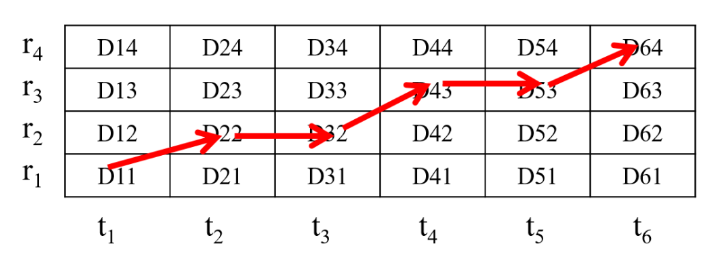 r4 D14 D24 D34 D44 D54 D64
r3 D13 D23 D33 D43 D53 D63
r2 D12 D22 D32 D42 D52 D62
r1 D11 D21 D31 D41 D51 D61
t1 t2 t3 t4 t5 t6